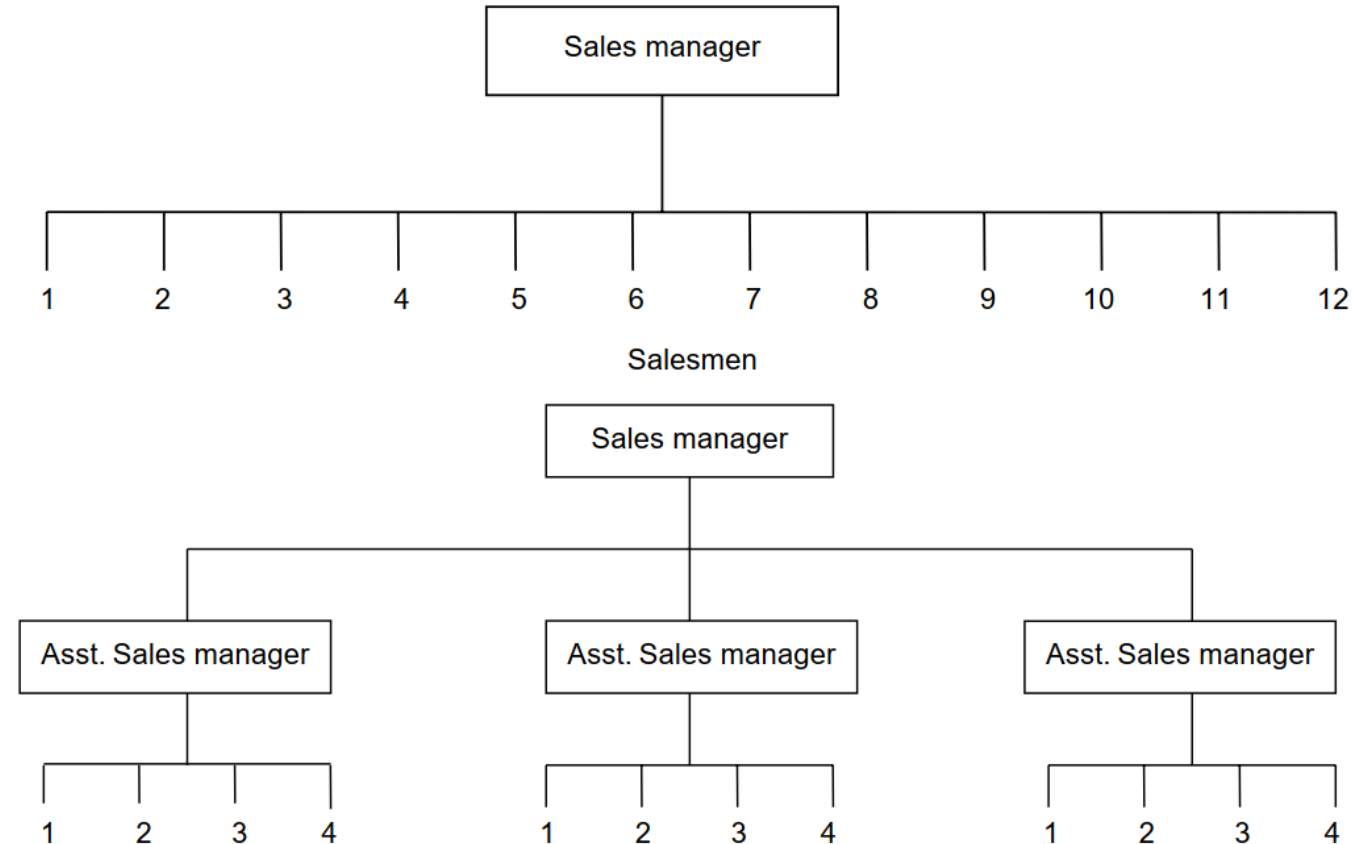 Sales manager
1 2 3 4 5 6 7 8 9 10 11 12
Salesmen
Sales manager
Asst. Sales manager Asst. Sales manager Asst. Sales manager
1 2 3 4 1 2 3 4 1 2 3 4